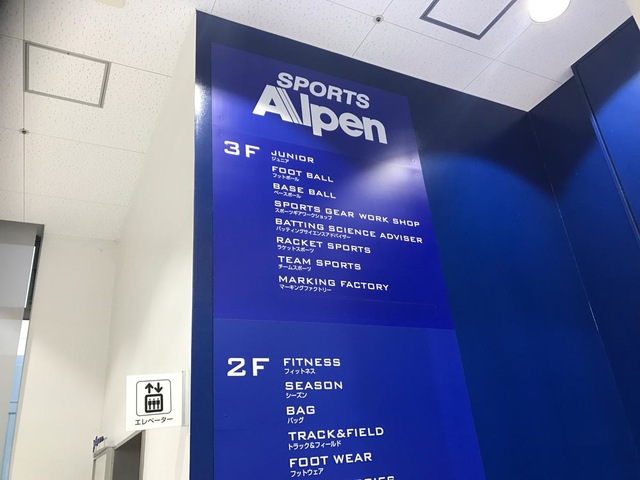 SPORTS
Alpen
3F
JUNIOR
ジュニア
FOOT BALL
フットボール
BASE BALL
ベースボール
SPORTS GEAR WORK SHOP
スポーツギアワークショップ
BATTING SCIENCE ADVISER
バッティングサイエンスアドバイザー
RACKET SPORTS
ラケットスポーツ
TEAM SPORTS
チームスポーツ
MARKING FACTORY
マーキングファクトリー
2F
FITNESS
フィットネス
SEASON
シーズン
BAG
バッグ
TRACK&FIELD
トラック&フィールド
FOOT WEAR
フットウェア
エレベーター